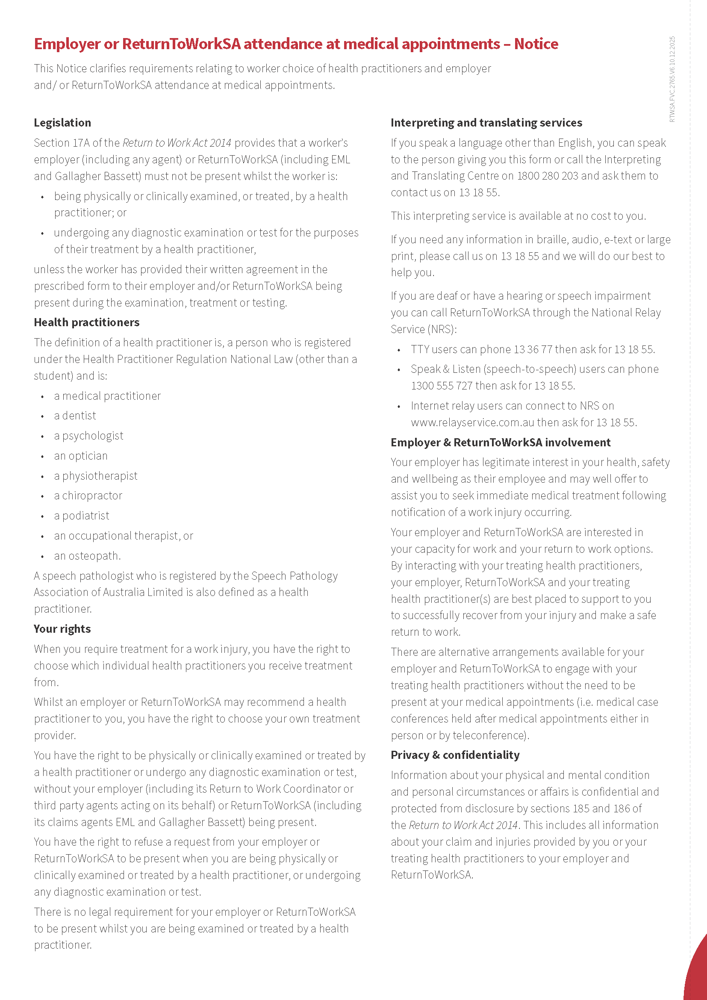 Employer or ReturnToWorkSA attendance at medical appointments – Notice
This Notice clarifies requirements relating to worker choice of health practitioners and employer
and/ or ReturnToWorkSA attendance at medical appointments.
RTWSA.FVC.2765.V6.10.12.2025
Legislation
Section 17A of the Return to Work Act 2014 provides that a worker’s
employer (including any agent) or ReturnToWorkSA (including EML
and Gallagher Bassett) must not be present whilst the worker is:
• being physically or clinically examined, or treated, by a health
practitioner; or
• undergoing any diagnostic examination or test for the purposes
of their treatment by a health practitioner,
unless the worker has provided their written agreement in the
prescribed form to their employer and/or ReturnToWorkSA being
present during the examination, treatment or testing.
Health practitioners
The definition of a health practitioner is, a person who is registered
under the Health Practitioner Regulation National Law (other than a
student) and is:
• a medical practitioner
• a dentist
• a psychologist
• an optician
• a physiotherapist
• a chiropractor
• a podiatrist
• an occupational therapist, or
• an osteopath.
A speech pathologist who is registered by the Speech Pathology
Association of Australia Limited is also defined as a health
practitioner.
Your rights
When you require treatment for a work injury, you have the right to
choose which individual health practitioners you receive treatment
from.
Whilst an employer or ReturnToWorkSA may recommend a health
practitioner to you, you have the right to choose your own treatment
provider.
You have the right to be physically or clinically examined or treated by
a health practitioner or undergo any diagnostic examination or test,
without your employer (including its Return to Work Coordinator or
third party agents acting on its behalf) or ReturnToWorkSA (including
its claims agents EML and Gallagher Bassett) being present.
You have the right to refuse a request from your employer or
ReturnToWorkSA to be present when you are being physically or
clinically examined or treated by a health practitioner, or undergoing
any diagnostic examination or test.
There is no legal requirement for your employer or ReturnToWorkSA
to be present whilst you are being examined or treated by a health
practitioner.
Interpreting and translating services
If you speak a language other than English, you can speak
to the person giving you this form or call the Interpreting
and Translating Centre on 1800 280 203 and ask them to
contact us on 13 18 55.
This interpreting service is available at no cost to you.
If you need any information in braille, audio, e-text or large
print, please call us on 13 18 55 and we will do our best to
help you.
If you are deaf or have a hearing or speech impairment
you can call ReturnToWorkSA through the National Relay
Service (NRS):
• TTY users can phone 13 36 77 then ask for 13 18 55.
• Speak & Listen (speech-to-speech) users can phone
1300 555 727 then ask for 13 18 55.
• Internet relay users can connect to NRS on
www.relayservice.com.au then ask for 13 18 55.
Employer & ReturnToWorkSA involvement
Your employer has legitimate interest in your health, safety
and wellbeing as their employee and may well offer to
assist you to seek immediate medical treatment following
notification of a work injury occurring.
Your employer and ReturnToWorkSA are interested in
your capacity for work and your return to work options.
By interacting with your treating health practitioners,
your employer, ReturnToWorkSA and your treating
health practitioner(s) are best placed to support to you
to successfully recover from your injury and make a safe
return to work.
There are alternative arrangements available for your
employer and ReturnToWorkSA to engage with your
treating health practitioners without the need to be
present at your medical appointments (i.e. medical case
conferences held after medical appointments either in
person or by teleconference).
Privacy & confidentiality
Information about your physical and mental condition
and personal circumstances or affairs is confidential and
protected from disclosure by sections 185 and 186 of
the Return to Work Act 2014. This includes all information
about your claim and injuries provided by you or your
treating health practitioners to your employer and
ReturnToWorkSA.